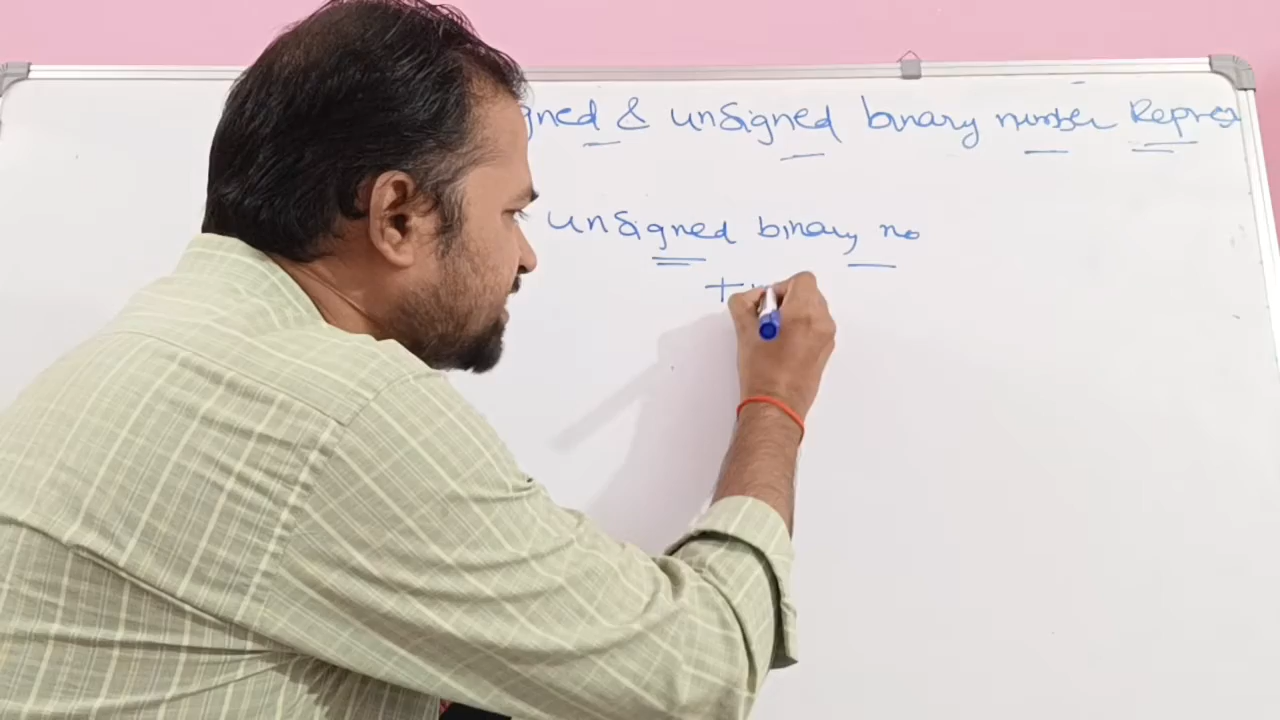 gned & unsigned binary number Repres
unsigned binary no
+